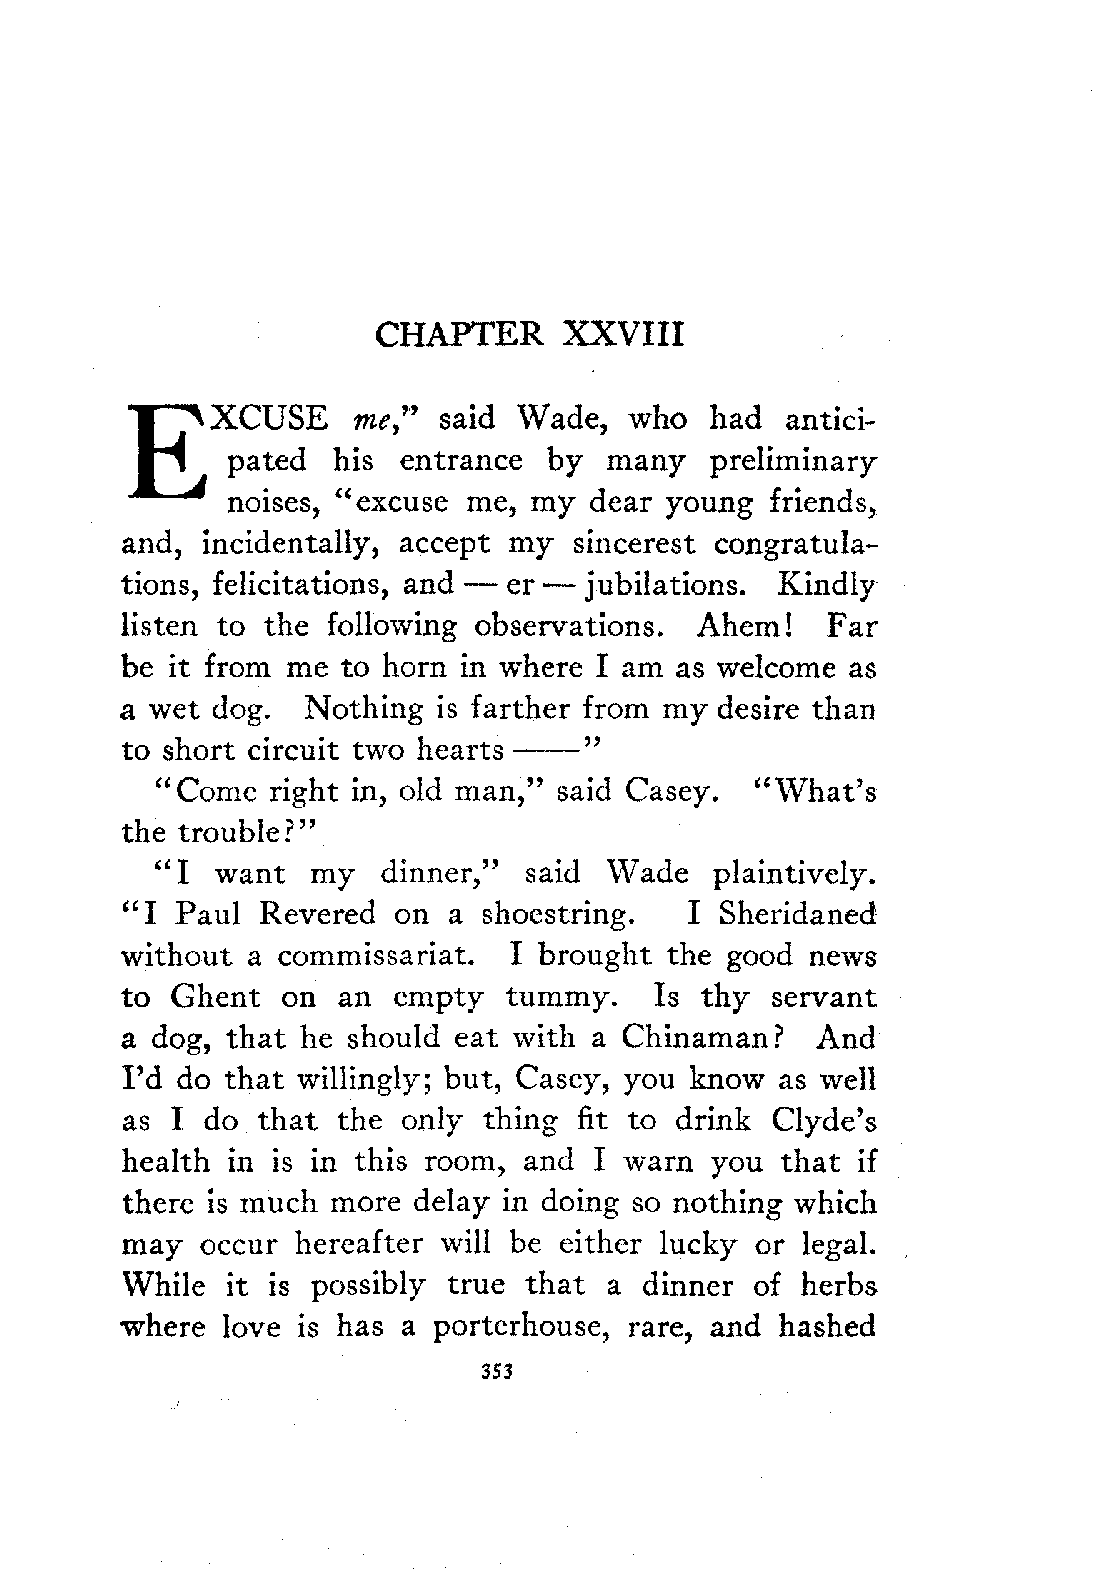 CHAPTER XXVIII
EXCUSE me,” said Wade, who had antici-
pated his entrance by many preliminary
noises, “excuse me, my dear young friends,
and, incidentally, accept my sincerest congratula-
tions, felicitations, and — er — jubilations. Kindly
listen to the following observations. Ahem! Far
be it from me to horn in where I am as welcome as
a wet dog. Nothing is farther from my desire than
to short circuit two hearts ——”
“Come right in, old man,” said Casey. “What’s
the trouble?”
“I want my dinner,” said Wade plaintively.
“I Paul Revered on a shoestring. I Sheridaned
without a commissariat. I brought the good news
to Ghent on an empty tummy. Is thy servant
a dog, that he should eat with a Chinaman? And
I’d do that willingly; but, Casey, you know as well
as I do that the only thing fit to drink Clyde’s
health in is in this room, and I warn you that if
there is much more delay in doing so nothing which
may occur hereafter will be either lucky or legal.
While it is possibly true that a dinner of herbs
where love is has a porterhouse, rare, and hashed
353